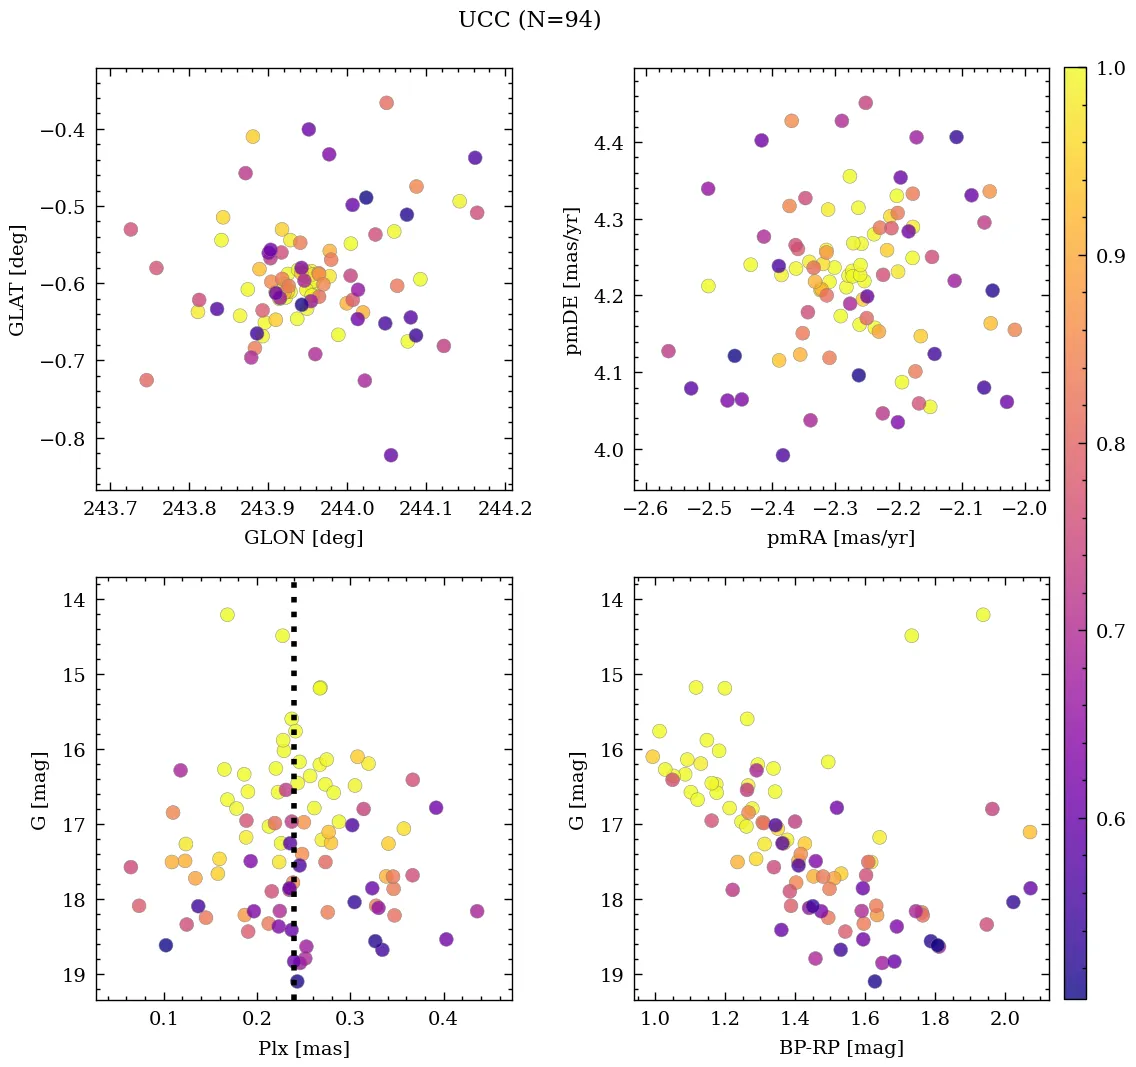 UCC (N=94)
−0.4
−0.5
−0.6
−0.7
−0.8
GLAT [deg]
243.7 243.8 243.9 244.0 244.1 244.2
GLON [deg]
4.4
4.3
4.2
4.1
4.0
pmDE [mas/yr]
−2.6 −2.5 −2.4 −2.3 −2.2 −2.1 −2.0
pmRA [mas/yr]
14
15
16
17
18
19
G [mag]
0.1 0.2 0.3 0.4
Plx [mas]
14
15
16
17
18
19
G [mag]
1.0 1.2 1.4 1.6 1.8 2.0
BP-RP [mag]
1.0
0.9
0.8
0.7
0.6